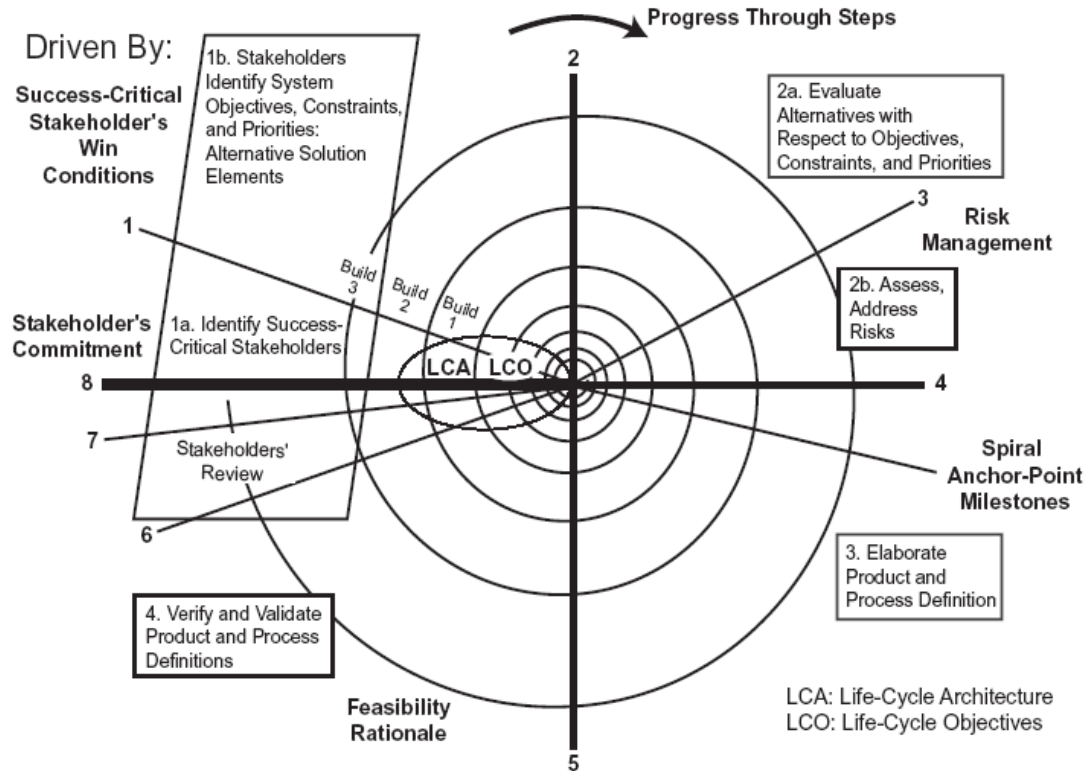 Progress Through Steps
Driven By:
Success-Critical
Stakeholder's
Win
Conditions
1b. Stakeholders
Identify System
Objectives, Constraints,
and Priorities:
Alternative Solution
Elements
2
2a. Evaluate
Alternatives with
Respect to Objectives,
Constraints, and Priorities
1
3
Risk
Management
Build
3
Build
2
Build
1
2b. Assess,
Address
Risks
Stakeholder's
Commitment
1a. Identify Success-
Critical Stakeholders
LCA
LCO
8
4
7
Stakeholders'
Review
Spiral
Anchor-Point
Milestones
6
3. Elaborate
Product and
Process Definition
4. Verify and Validate
Product and Process
Definitions
Feasibility
Rationale
LCA: Life-Cycle Architecture
LCO: Life-Cycle Objectives
5